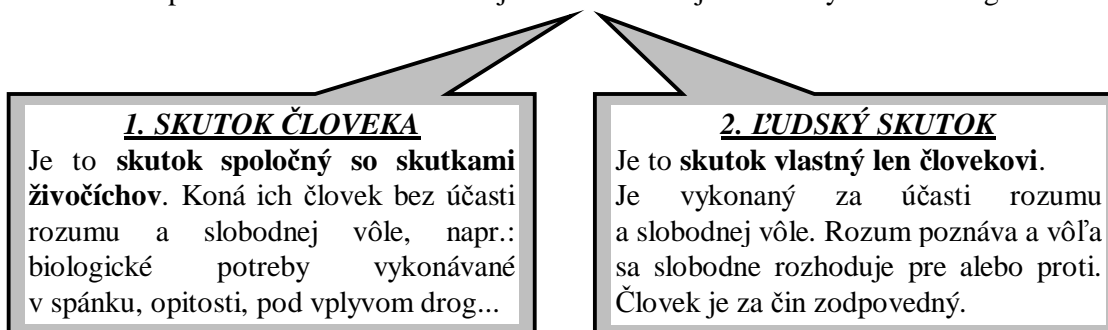 1. SKUTOK ČLOVEKA
Je to skutok spoločný so skutkami
živočíchov. Koná ich človek bez účasti
rozumu a slobodnej vôle, napr.:
biologické potreby vykonávané
v spánku, opitosti, pod vplyvom drog...
2. ĽUDSKÝ SKUTOK
Je to skutok vlastný len človekovi.
Je vykonaný za účasti rozumu
a slobodnej vôle. Rozum poznáva a vôľa
sa slobodne rozhoduje pre alebo proti.
Človek je za čin zodpovedný.